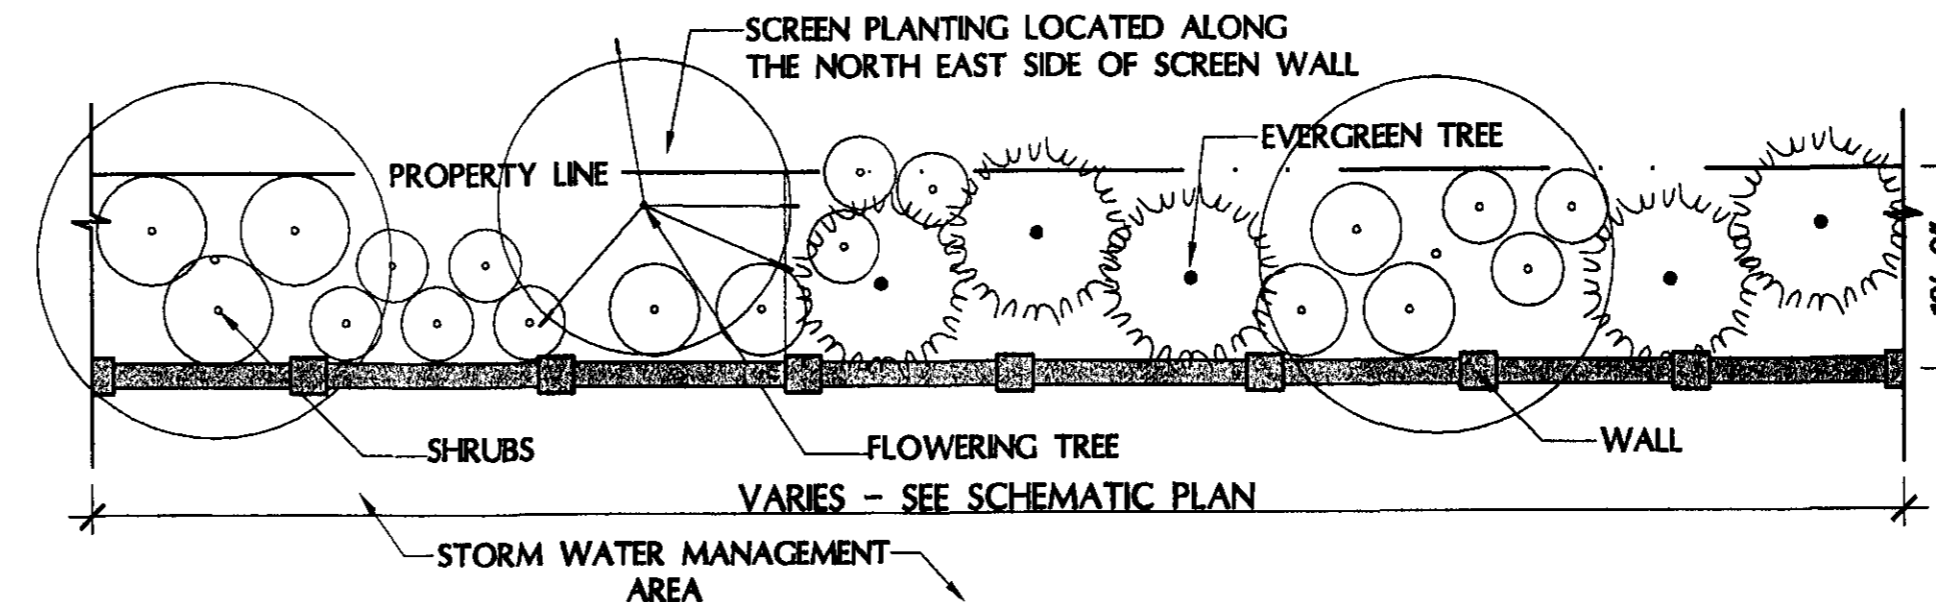 SCREEN PLANTING LOCATED ALONG
THE NORTH EAST SIDE OF SCREEN WALL
EVERGREEN TREE
PROPERTY LINE
SHRUBS
FLOWERING TREE
WALL
VARIES - SEE SCHEMATIC PLAN
STORM WATER MANAGEMENT
AREA